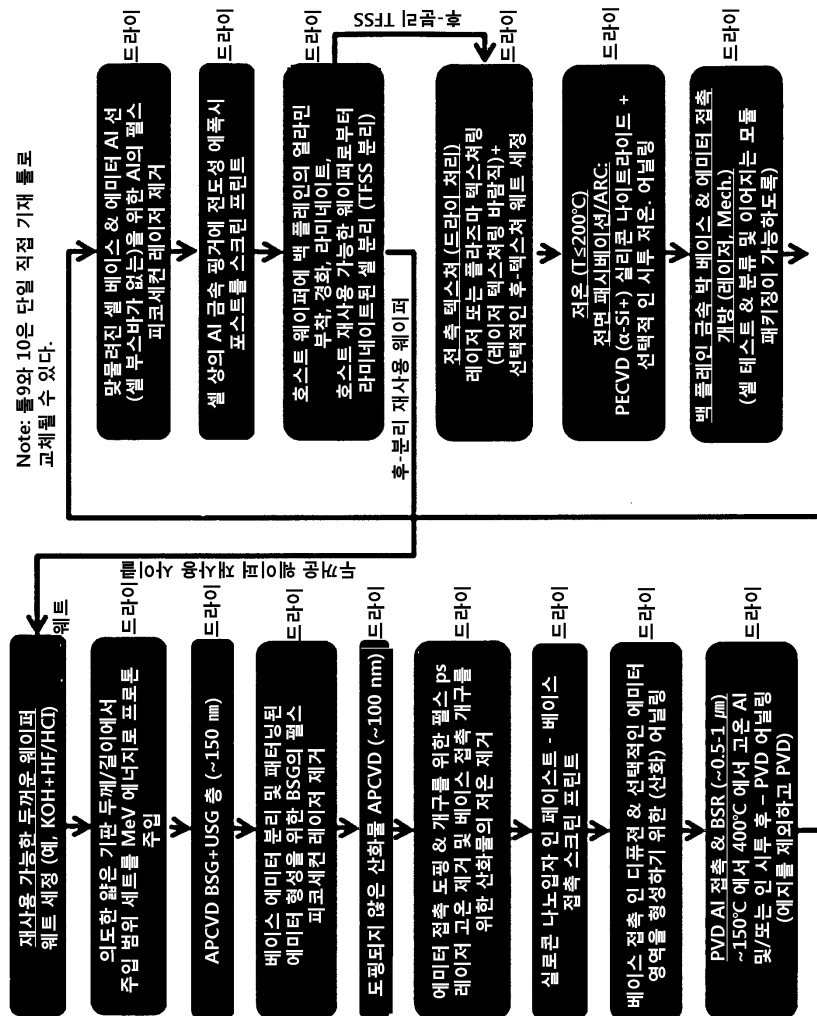 재사용 가능한 두꺼운 웨이퍼
웨트 세정 (예, KOH+HF/HCl)
웨트
의도한 얇은 기판 두께/길이에서
주입 범위 세트를 MeV 에너지로 프로톤
주입
드라이
APCVD BSG+USG 층 (~150 ㎚)
드라이
베이스 에미터 분리 및 패터닝된
에미터 형성을 위한 BSG의 펄스
피코세컨 레이저 제거
드라이
도핑되지 않은 산화물 APCVD (~100 nm)
드라이
에미터 접촉 도핑 & 개구를 위한 펄스 ps
레이저 고온 제거 및 베이스 접촉 개구를
위한 산화물의 저온 제거
드라이
실로콘 나노입자 인 페이스트 - 베이스
접촉 스크린 프린트
드라이
베이스 접촉 인 디퓨전 & 선택적인 에미터
영역을 형성하기 위한 (산화) 어닐링
드라이
PVD Al 접촉 & BSR (~0.5-1 ㎛)
~150℃ 에서 400℃ 에서 고온 Al
및/또는 인 시투 후 – PVD 어닐링
(에지를 제외하고 PVD)
드라이
두꺼운 웨이퍼 재사용 사이클
Note: 툴9와 10은 단일 직접 기재 툴로
교체될 수 있다.
맞물려진 셀 베이스 & 에미터 Al 선
(셀 부스바가 없는)을 위한 Al의 펄스
피코세컨 레이저 제거
드라이
셀 상의 Al 금속 핑거에 전도성 에폭시
포스트를 스크린 프린트
드라이
호스트 웨이퍼에 백 플레인의 얼라인
부착, 경화, 라미네이트,
호스트 재사용 가능한 웨이퍼로부터
라미네이트된 셀 분리 (TFSS 분리)
드라이
후-분리 재사용 웨이퍼
후-분리 TFSS
전 측 텍스쳐 (드라이 처리)
레이저 또는 플라즈마 텍스쳐링
(레이저 텍스쳐링 바람직)+
선택적인 후-텍스쳐 웨트 세정
드라이
저온 (T≤200℃)
전면 패시베이션/ARC:
PECVD (α-Si+) 실리콘 나이트라이드 +
선택적 인 시투 저온. 어닐링
드라이
백 플레인 금속 박 베이스 & 에미터 접촉
개방 (레이저, Mech.)
(셀 테스트 & 분류 및 이어지는 모듈
패키징이 가능하도록)
드라이